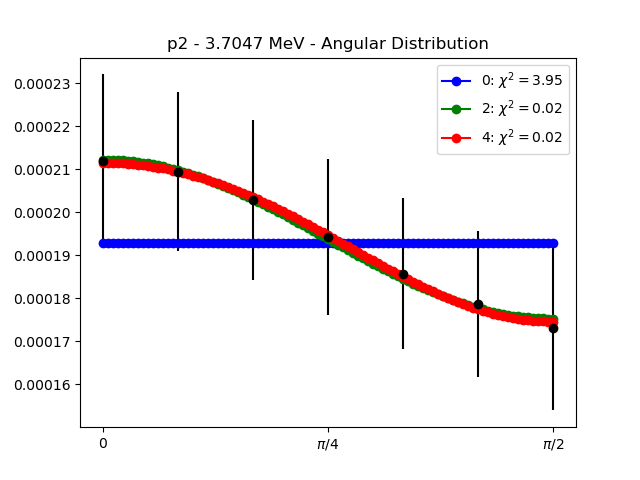 p2 - 3.7047 MeV - Angular Distribution
0: χ² = 3.95
2: χ² = 0.02
4: χ² = 0.02
0.00023
0.00022
0.00021
0.00020
0.00019
0.00018
0.00017
0.00016
0 π/4 π/2